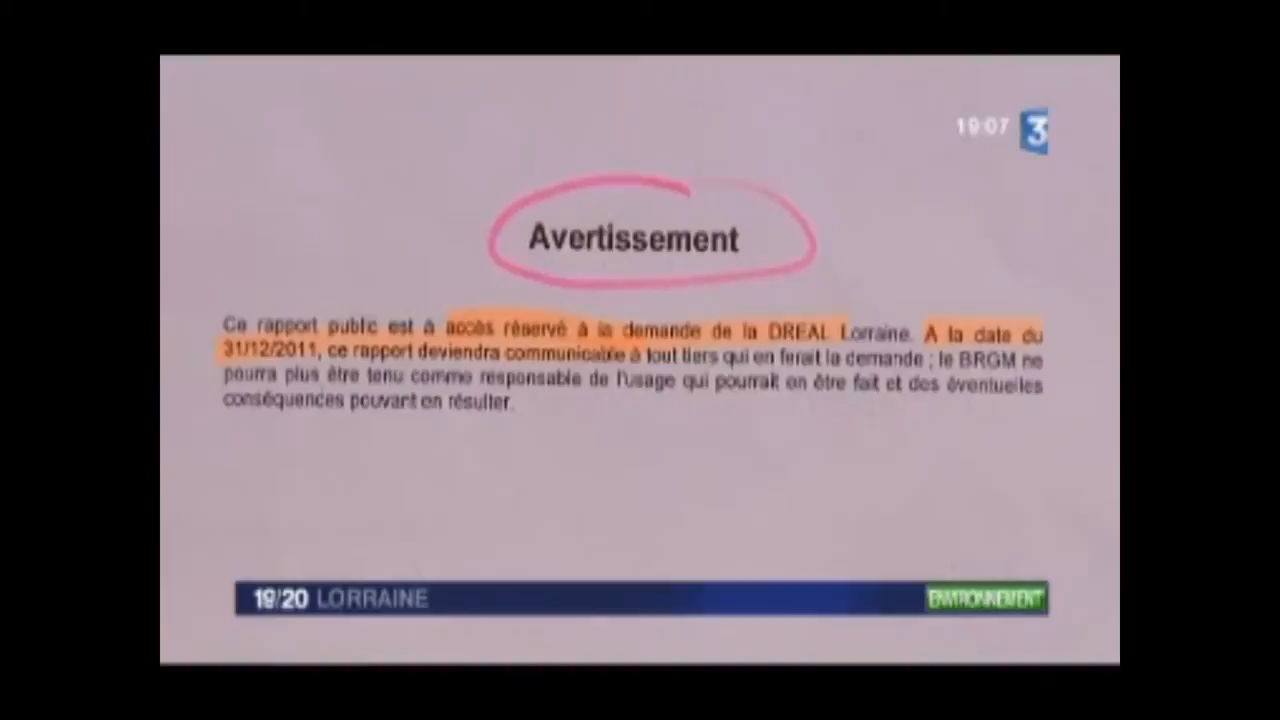 19:07 3
Avertissement
Ce rapport public est à accès réservé à la demande de la DREAL Lorraine. A la date du
31/12/2011, ce rapport deviendra communicable à tout tiers qui en ferait la demande ; le BRGM ne
pourra plus être tenu comme responsable de l'usage qui pourrait en être fait et des éventuelles
conséquences pouvant en résulter.
19/20 LORRAINE ENVIRONNEMENT